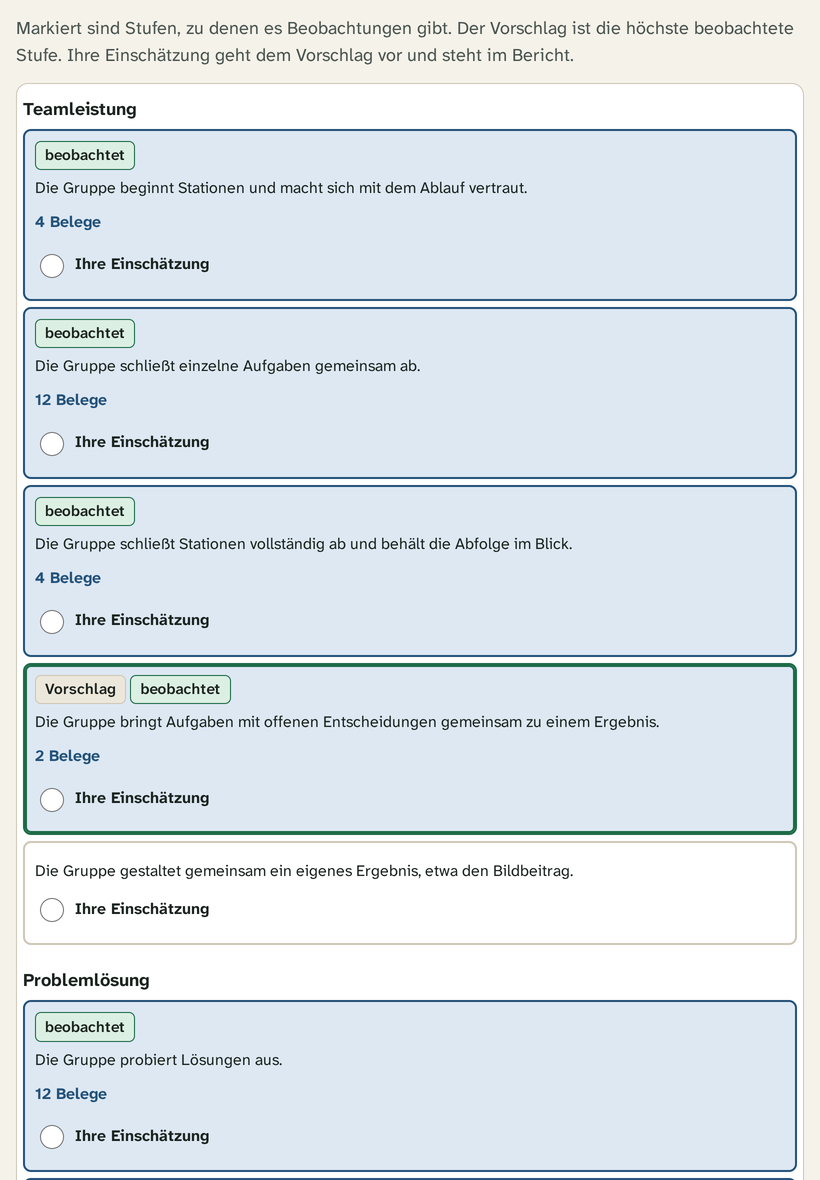 Markiert sind Stufen, zu denen es Beobachtungen gibt. Der Vorschlag ist die höchste beobachtete
Stufe. Ihre Einschätzung geht dem Vorschlag vor und steht im Bericht.
Teamleistung
beobachtet
Die Gruppe beginnt Stationen und macht sich mit dem Ablauf vertraut.
4 Belege
Ihre Einschätzung
beobachtet
Die Gruppe schließt einzelne Aufgaben gemeinsam ab.
12 Belege
Ihre Einschätzung
beobachtet
Die Gruppe schließt Stationen vollständig ab und behält die Abfolge im Blick.
4 Belege
Ihre Einschätzung
Vorschlag beobachtet
Die Gruppe bringt Aufgaben mit offenen Entscheidungen gemeinsam zu einem Ergebnis.
2 Belege
Ihre Einschätzung
Die Gruppe gestaltet gemeinsam ein eigenes Ergebnis, etwa den Bildbeitrag.
Ihre Einschätzung
Problemlösung
beobachtet
Die Gruppe probiert Lösungen aus.
12 Belege
Ihre Einschätzung